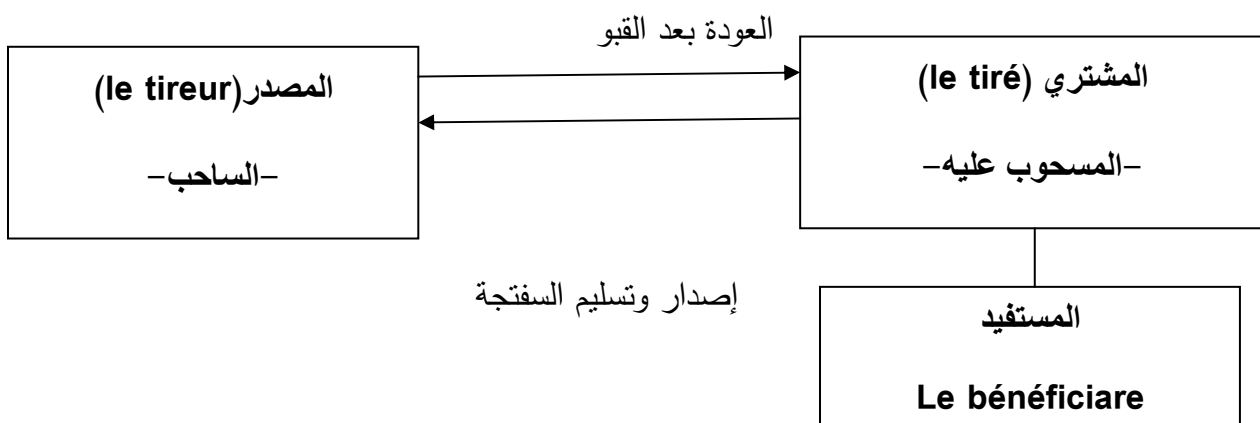 العودة بعد القبو
المشتري (le tiré)
-المسحوب عليه-
المصدر(le tireur)
-الساحب-
إصدار وتسليم السفتجة
المستفيد
Le bénéficiare